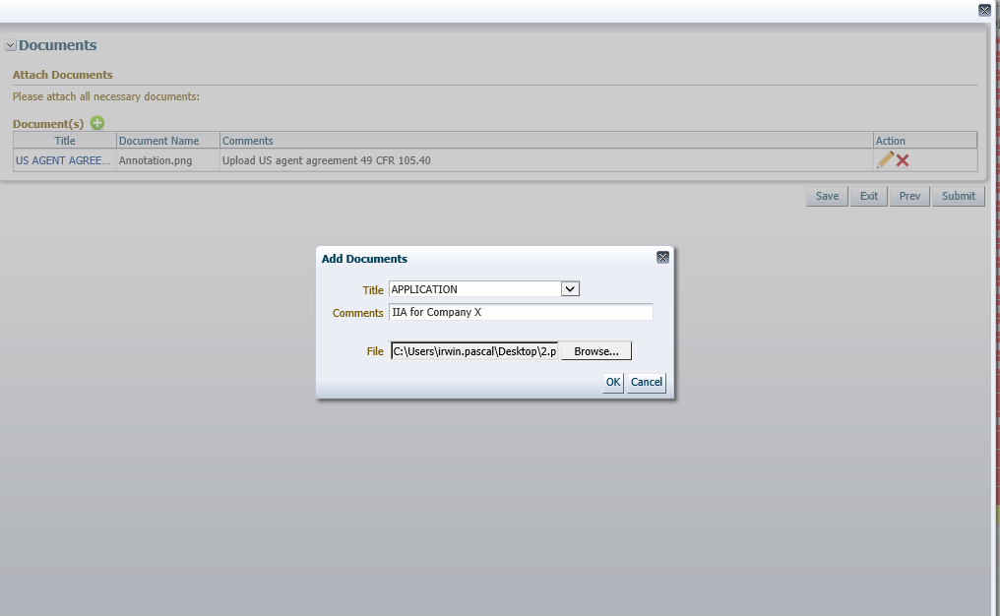 Documents
Attach Documents
Please attach all necessary documents:
Document(s)
Title Document Name Comments Action
US AGENT AGREE... Annotation.png Upload US agent agreement 49 CFR 105.40
Save Exit Prev Submit
Add Documents
Title APPLICATION
Comments IIA for Company X
File C:\Users\irwin.pascal\Desktop\2.p Browse...
OK Cancel